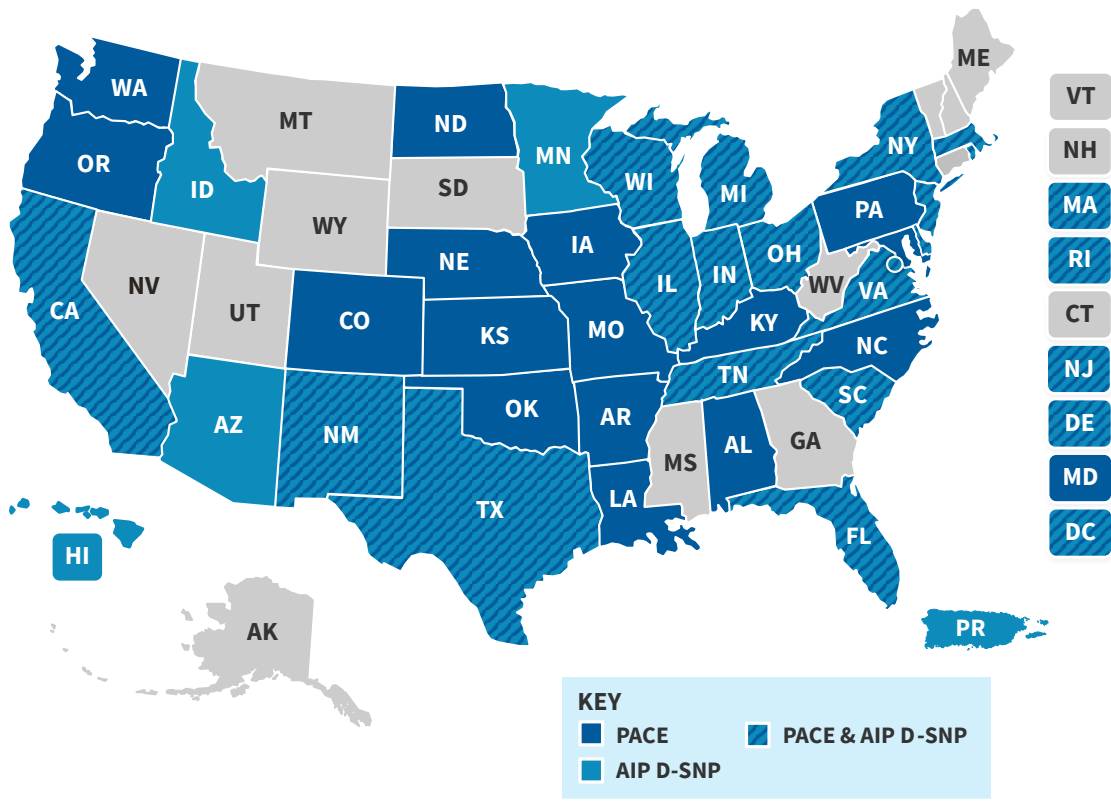 ME
WA
VT
MT
ND
NY
NH
OR
MN
ID
SD
WI
MI
MA
WY
PA
IA
OH
RI
NE
NV
IL
IN
WV
VA
CA
UT
CO
KS
MO
KY
NC
CT
TN
NJ
AZ
NM
OK
AR
SC
DE
MS
AL
GA
MD
TX
LA
FL
DC
HI
AK
PR
KEY
PACE
PACE & AIP D-SNP
AIP D-SNP